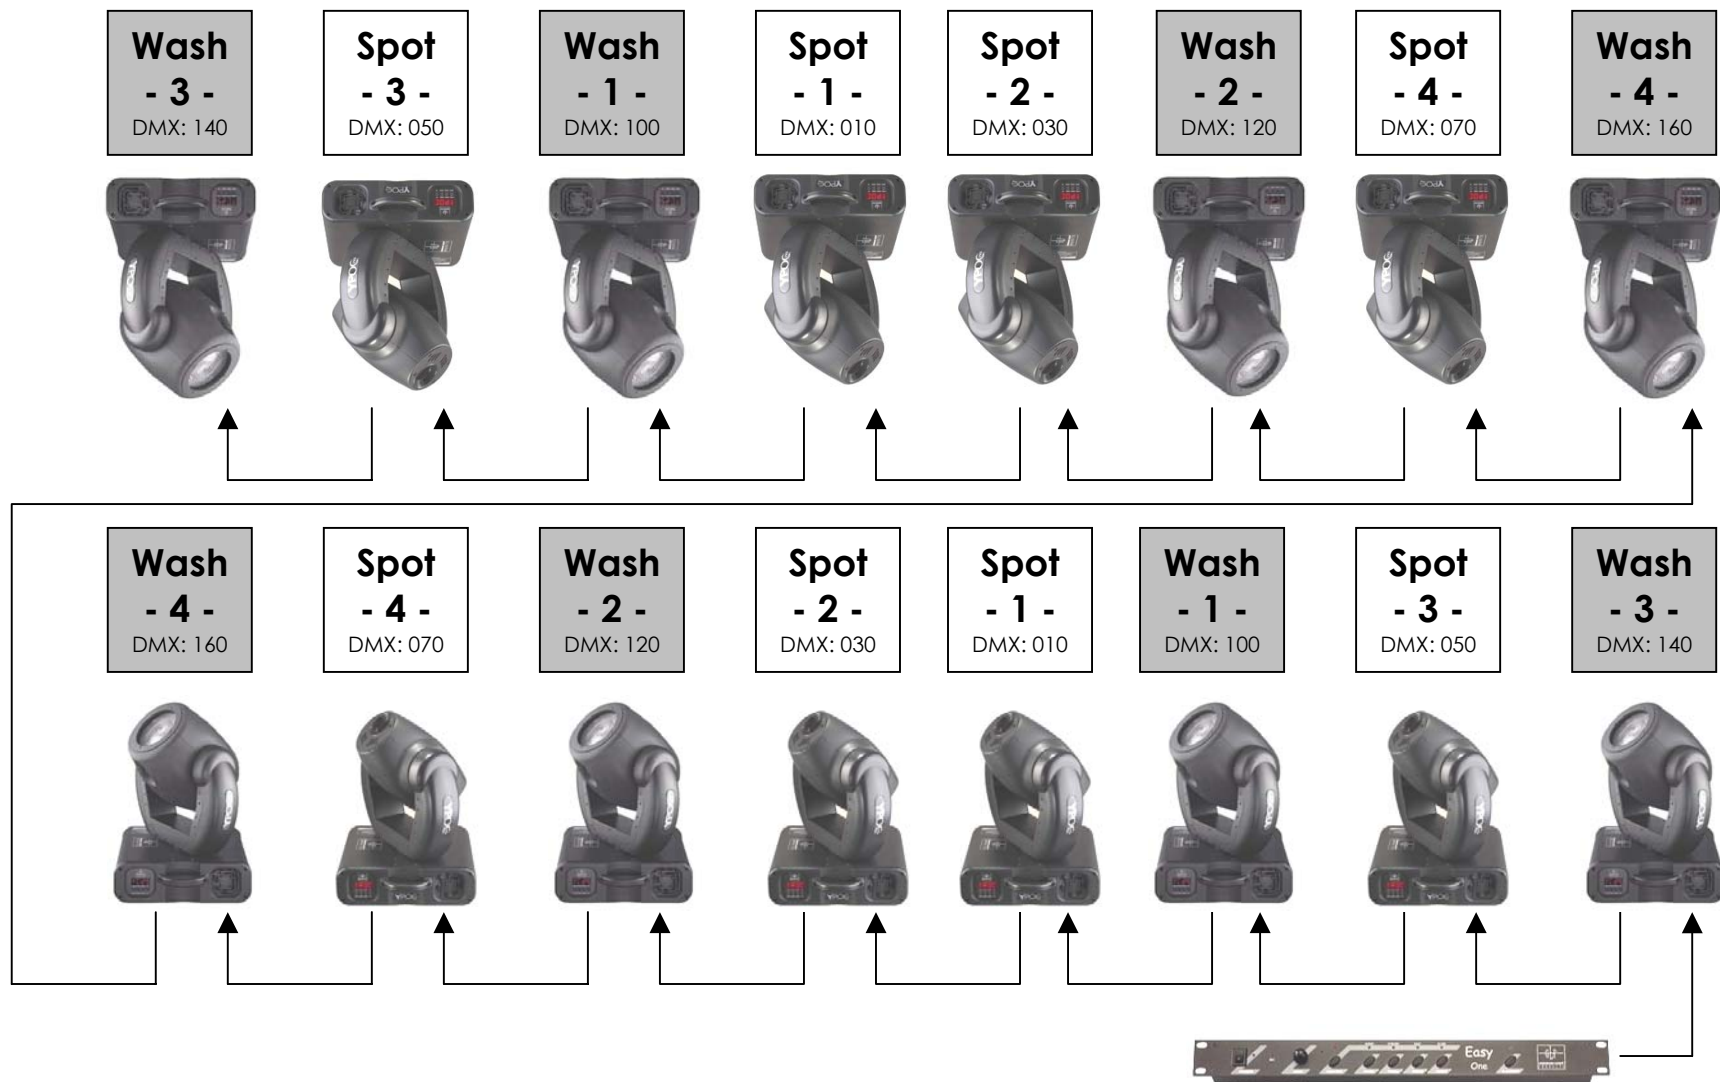 Wash
- 3 -
DMX: 140
Spot
- 3 -
DMX: 050
Wash
- 1 -
DMX: 100
Spot
- 1 -
DMX: 010
Spot
- 2 -
DMX: 030
Wash
- 2 -
DMX: 120
Spot
- 4 -
DMX: 070
Wash
- 4 -
DMX: 160
Wash
- 4 -
DMX: 160
Spot
- 4 -
DMX: 070
Wash
- 2 -
DMX: 120
Spot
- 2 -
DMX: 030
Spot
- 1 -
DMX: 010
Wash
- 1 -
DMX: 100
Spot
- 3 -
DMX: 050
Wash
- 3 -
DMX: 140
Easy
One